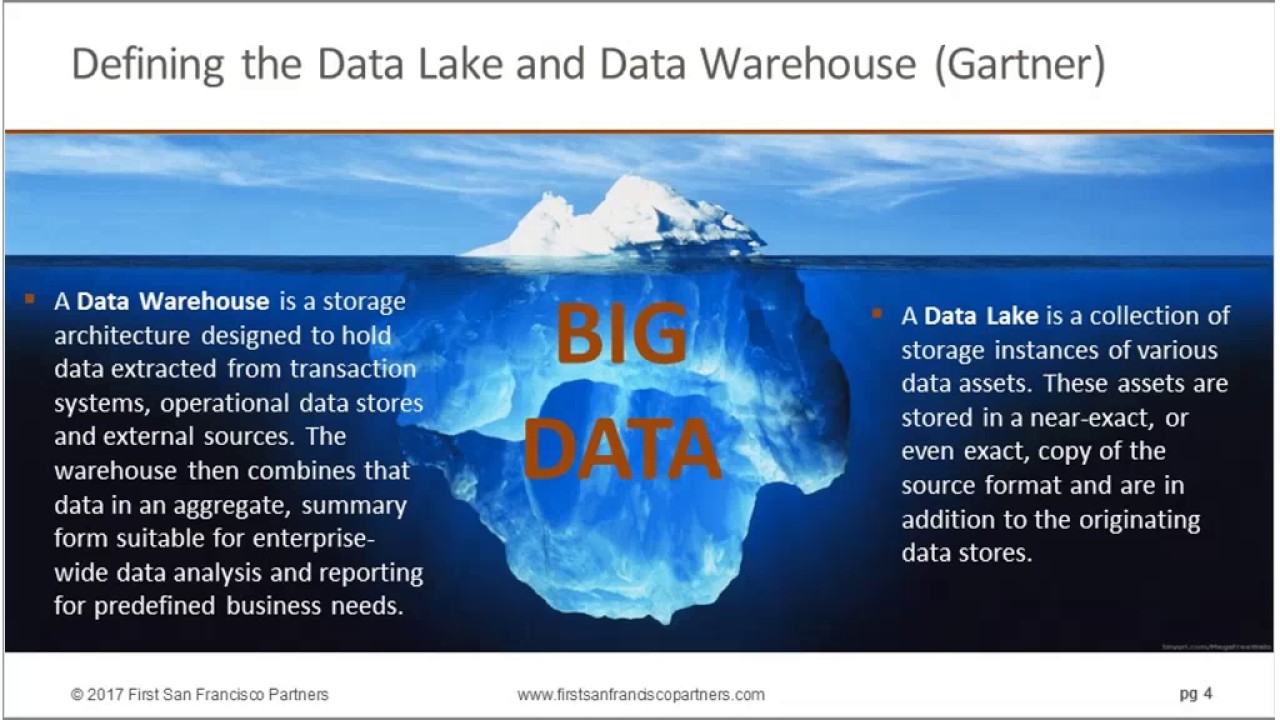 Defining the Data Lake and Data Warehouse (Gartner)
▪ A Data Warehouse is a storage
architecture designed to hold
data extracted from transaction
systems, operational data stores
and external sources. The
warehouse then combines that
data in an aggregate, summary
form suitable for enterprise-
wide data analysis and reporting
for predefined business needs.
BIG
DATA
▪ A Data Lake is a collection of
storage instances of various
data assets. These assets are
stored in a near-exact, or
even exact, copy of the
source format and are in
addition to the originating
data stores.
© 2017 First San Francisco Partners
www.firstsanfranciscopartners.com
pg 4